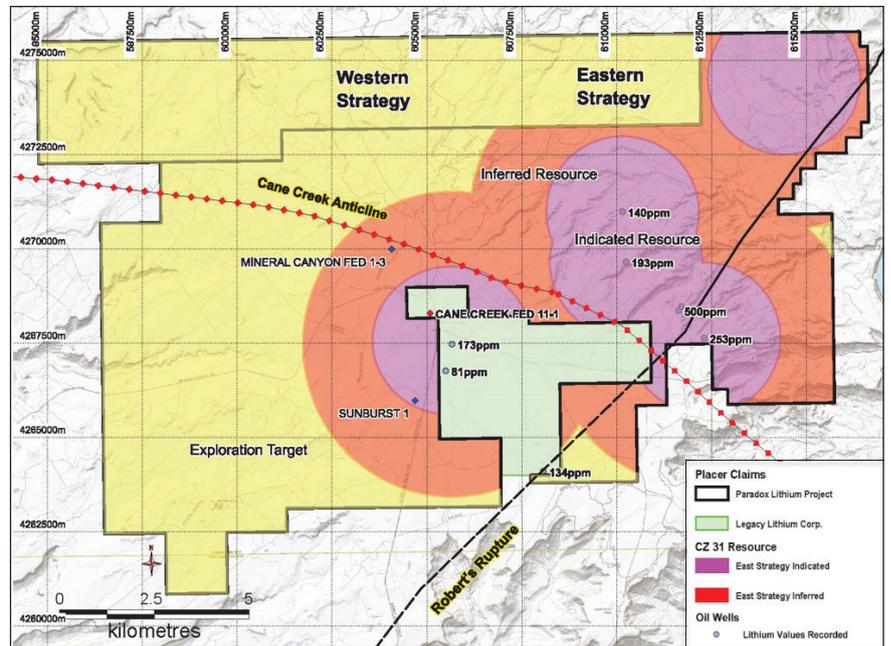 95000m
597500m
600000m
602500m
605000m
607500m
610000m
612500m
615000m
4275000m
Western
Strategy
Eastern
Strategy
4272500m
Inferred Resource
Cane Creek Anticline
140ppm
4270000m
Indicated Resource
MINERAL CANYON FED 1-3
193ppm
500ppm
CANE CREEK FED 11-1
4267500m
253ppm
173ppm
81ppm
SUNBURST 1
4265000m
Exploration Target
134ppm
4262500m
N
Robert's Rupture
0
2.5
5
kilometres
4260000m
Placer Claims
Paradox Lithium Project
Legacy Lithium Corp.
CZ 31 Resource
East Strategy Indicated
East Strategy Inferred
Oil Wells
Lithium Values Recorded